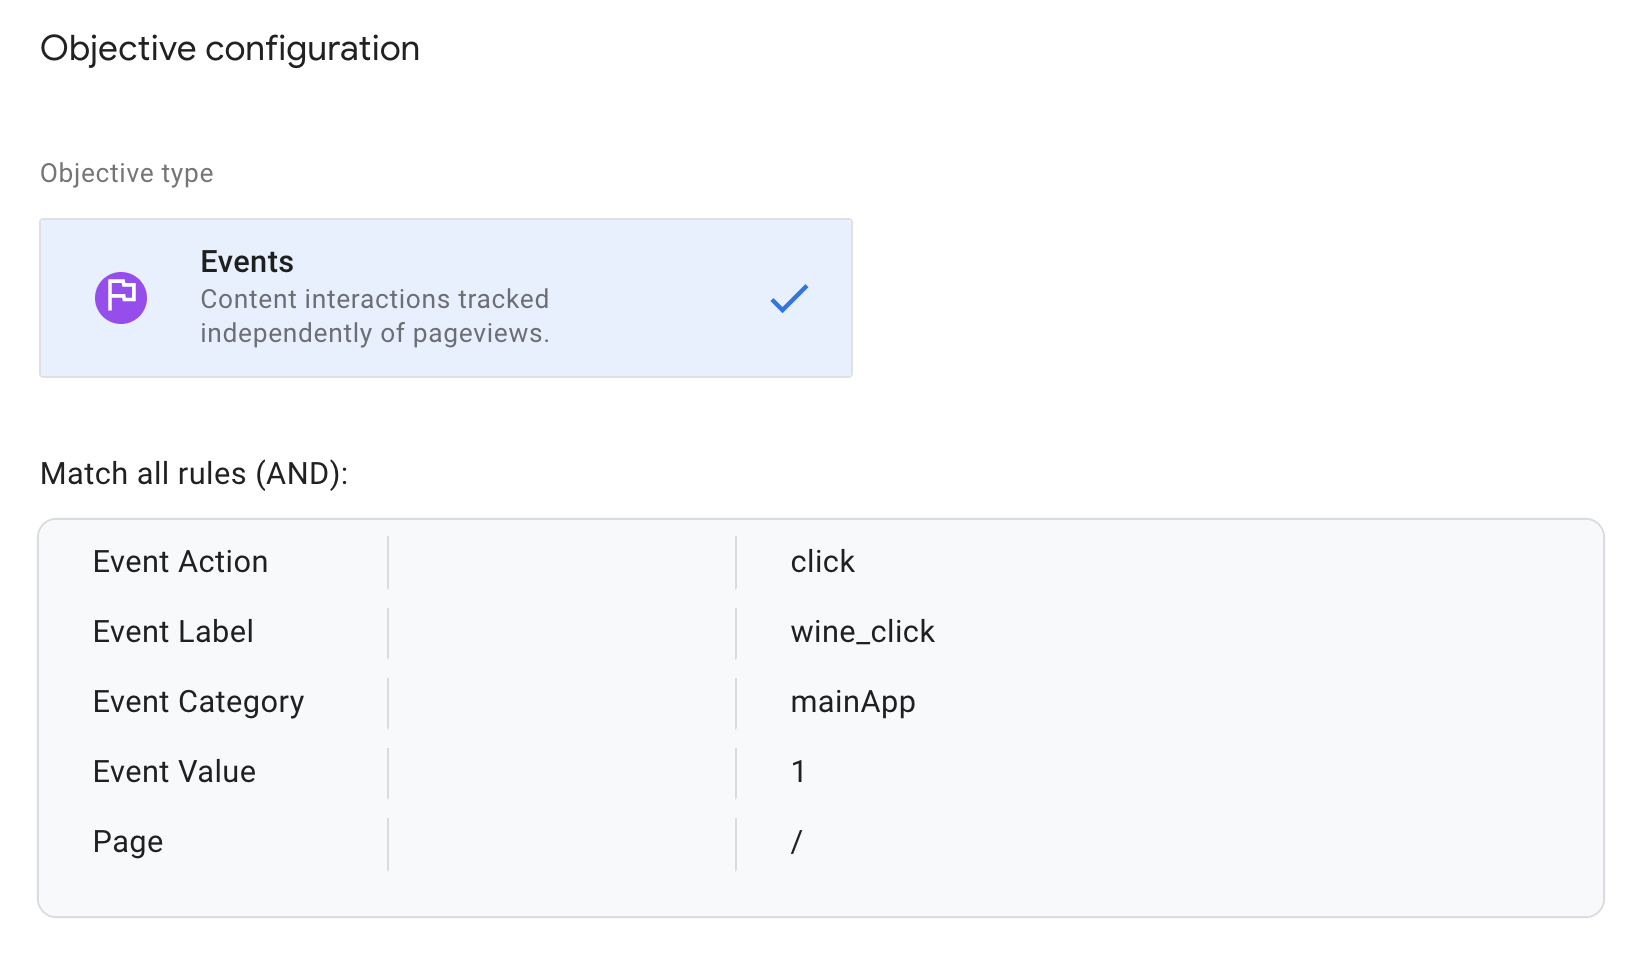 Objective configuration
Objective type
Events
Content interactions tracked
independently of pageviews.
Match all rules (AND):
Event Action click
Event Label wine_click
Event Category mainApp
Event Value 1
Page /